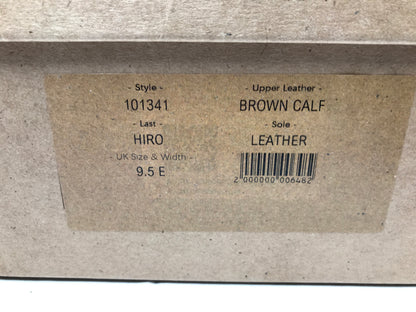 - Style -
101341
- Last -
HIRO
- UK Size & Width -
9.5 E
- Upper Leather -
BROWN CALF
- Sole -
LEATHER
2 000000 006482